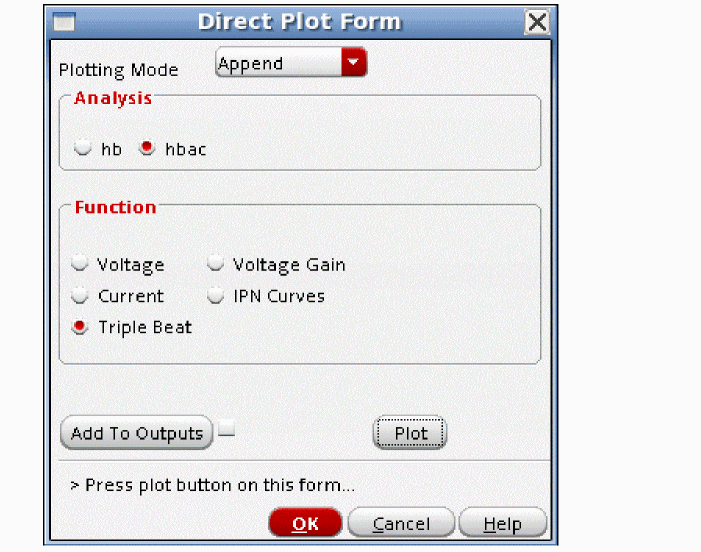 Direct Plot Form
Plotting Mode Append
Analysis
hb hbac
Function
Voltage Voltage Gain
Current IPN Curves
Triple Beat
Add To Outputs Plot
> Press plot button on this form...
OK Cancel Help